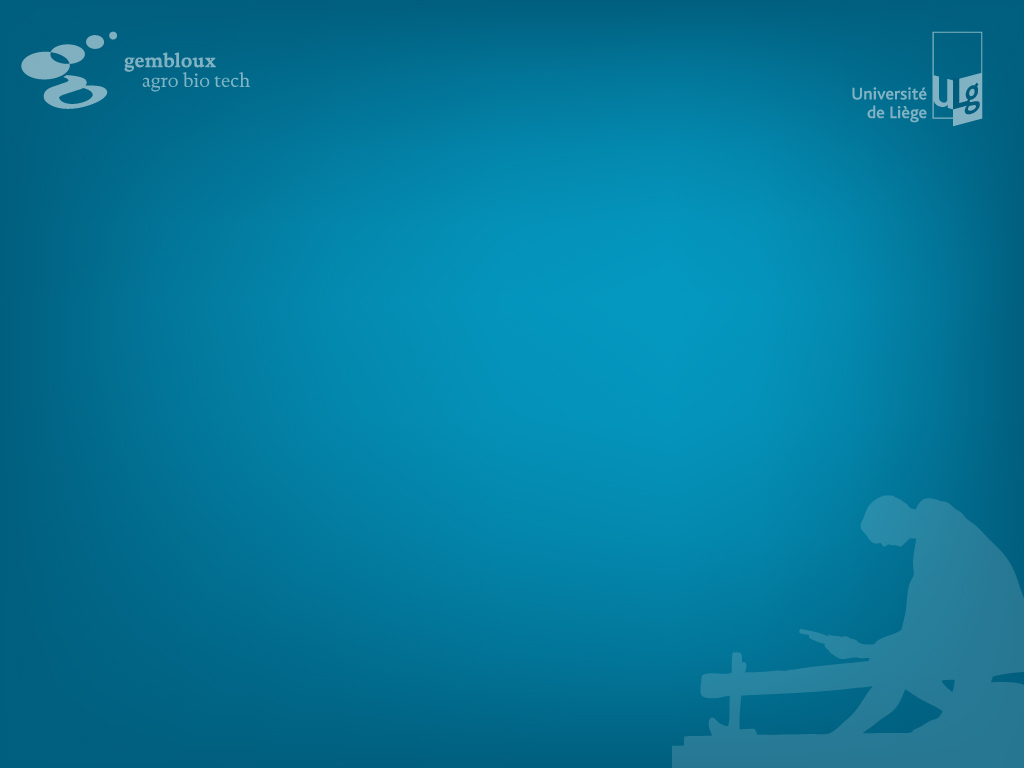 gembloux
agro bio tech
Université
de Liège
ULg